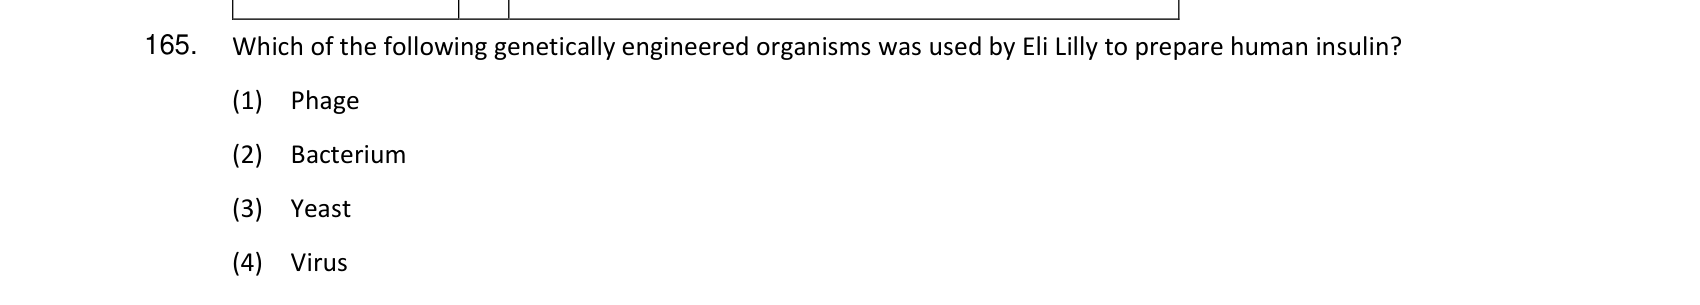 165. Which of the following genetically engineered organisms was used by Eli Lilly to prepare human insulin?
(1) Phage
(2) Bacterium
(3) Yeast
(4) Virus